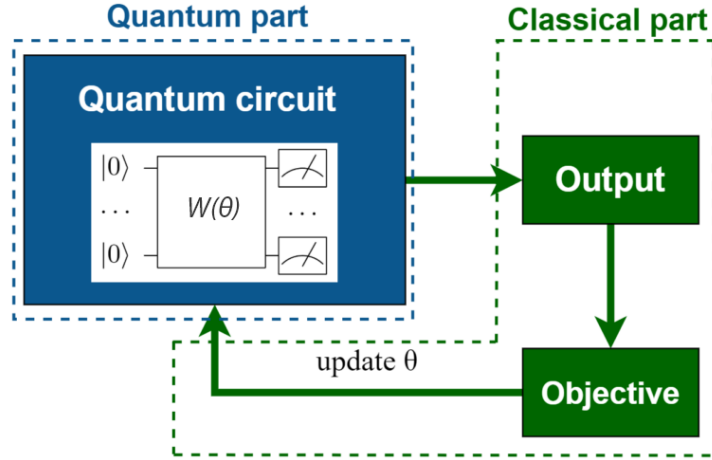 Quantum part
Classical part
Quantum circuit
|0⟩
W(θ)
... ...
|0⟩
Output
update θ
Objective